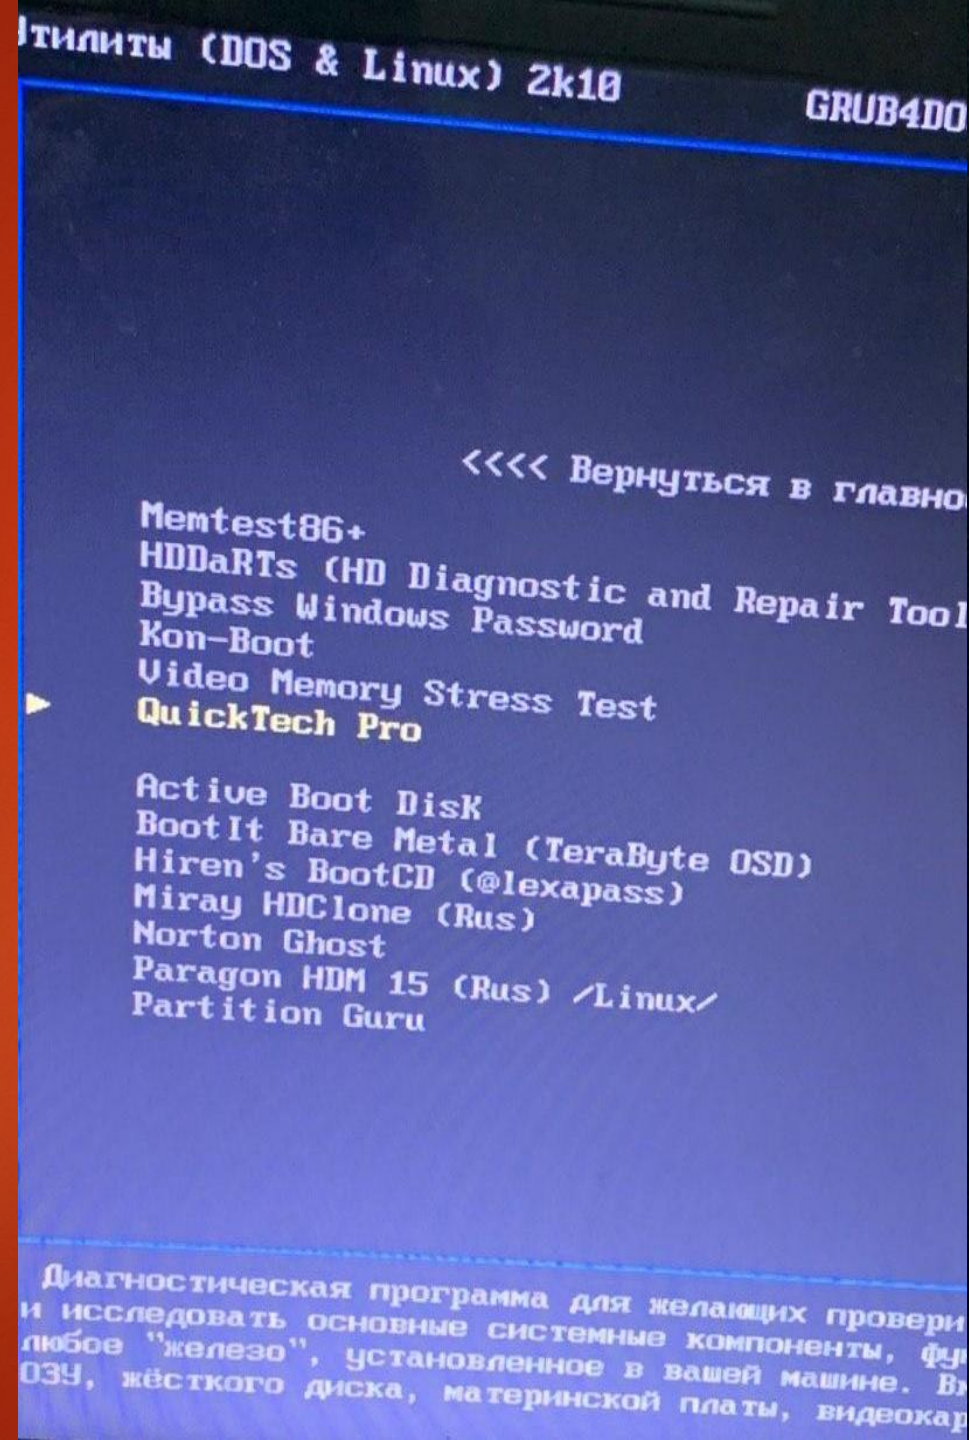 Утилиты (DOS & Linux) 2k10 GRUB4DO
<<<< Вернуться в главно
Memtest86+
HDDaRTs (HD Diagnostic and Repair Tool
Bypass Windows Password
Kon-Boot
Video Memory Stress Test
QuickTech Pro
Active Boot DisK
BootIt Bare Metal (TeraByte OSD)
Hiren's BootCD (@lexapass)
Miray HDClone (Rus)
Norton Ghost
Paragon HDM 15 (Rus) /Linux/
Partition Guru
Диагностическая программа для желающих провери
и исследовать основные системные компоненты, фу
любое "железо", установленное в вашей машине. Вк
ОЗУ, жёсткого диска, материнской платы, видеокар